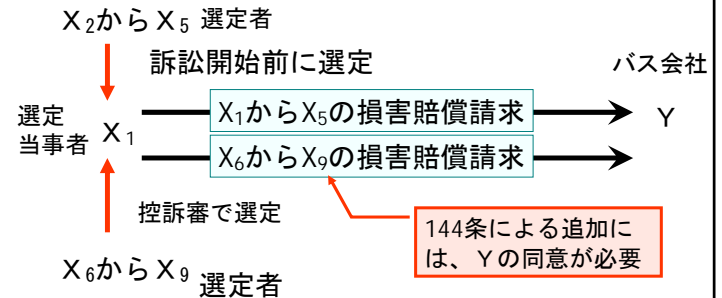 X2からX5 選定者
訴訟開始前に選定
バス会社
選定
当事者 X1
X1からX5の損害賠償請求
Y
X6からX9の損害賠償請求
控訴審で選定
144条による追加に
は、Yの同意が必要
X6からX9 選定者